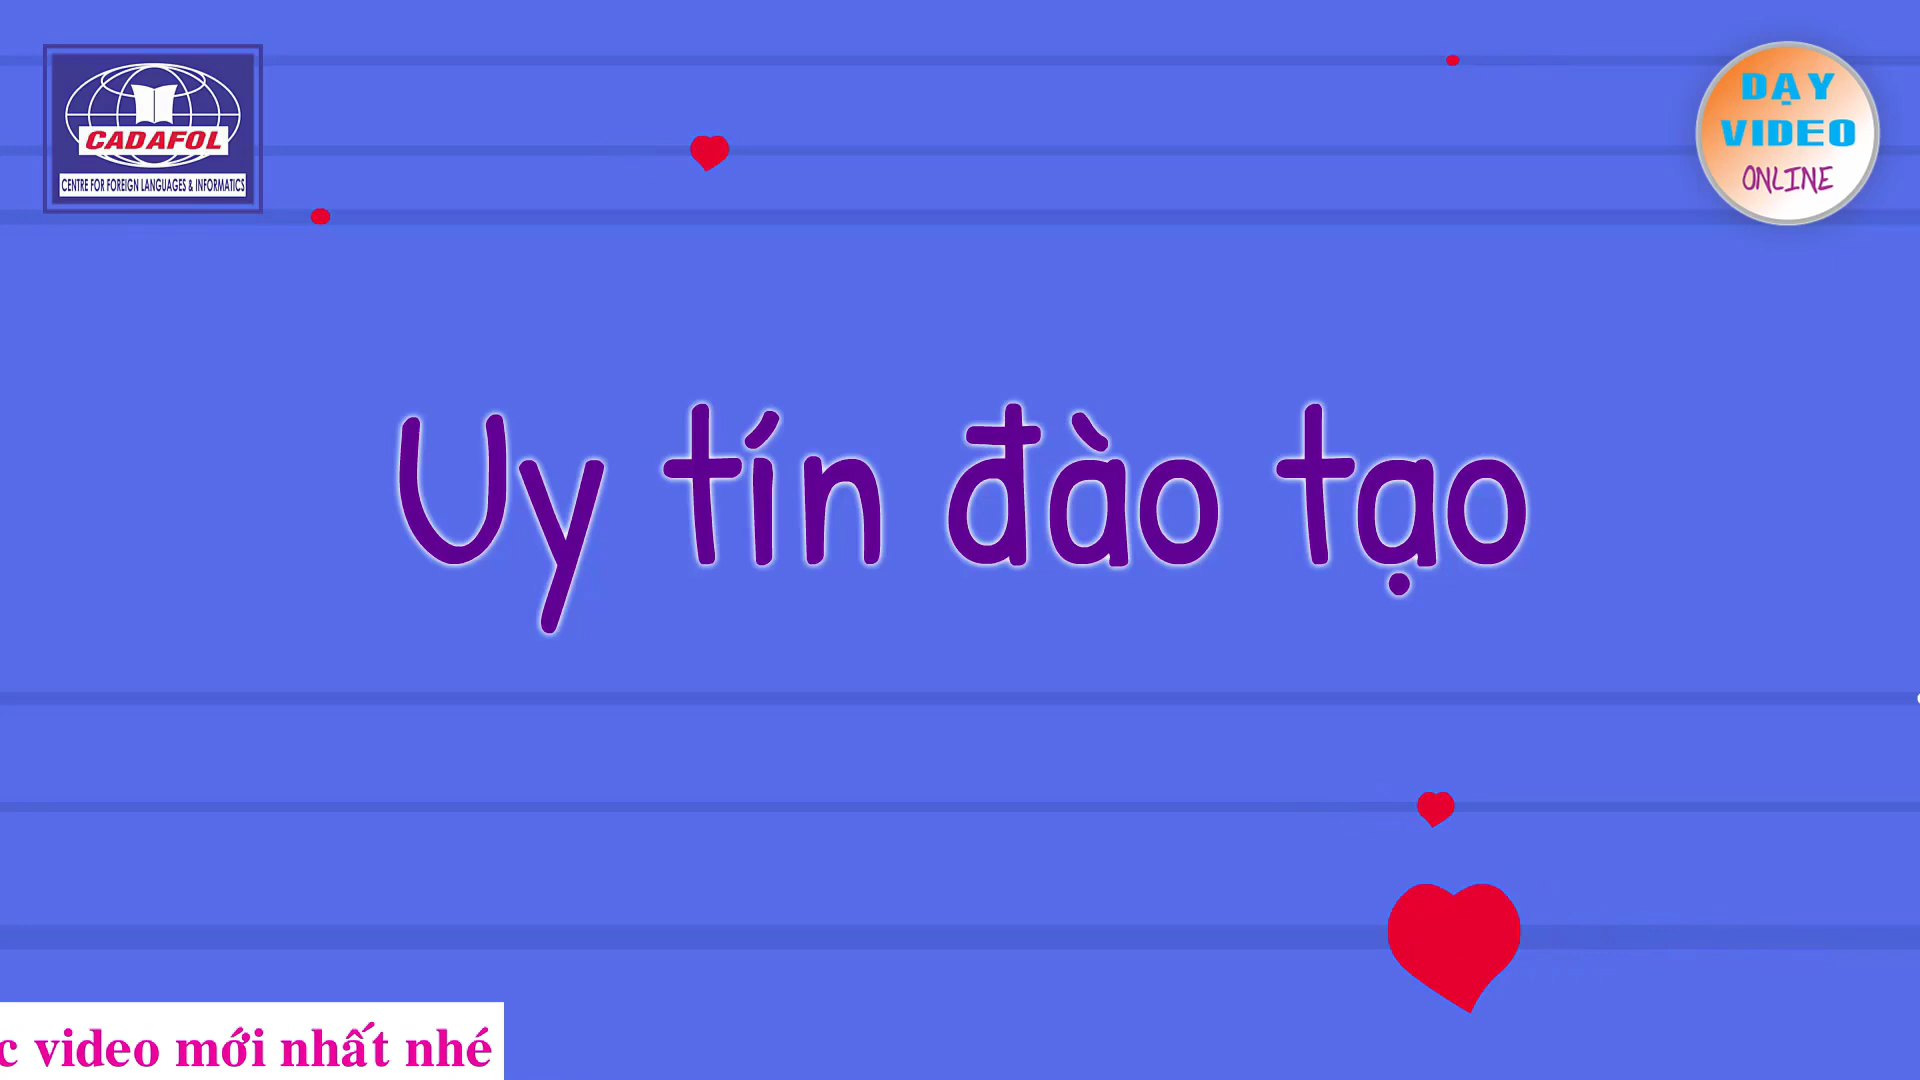 CADAFOL
CENTRE FOR FOREIGN LANGUAGES & INFORMATICS
DẠY
VIDEO
ONLINE
Uy tín đào tạo
video mới nhất nhé